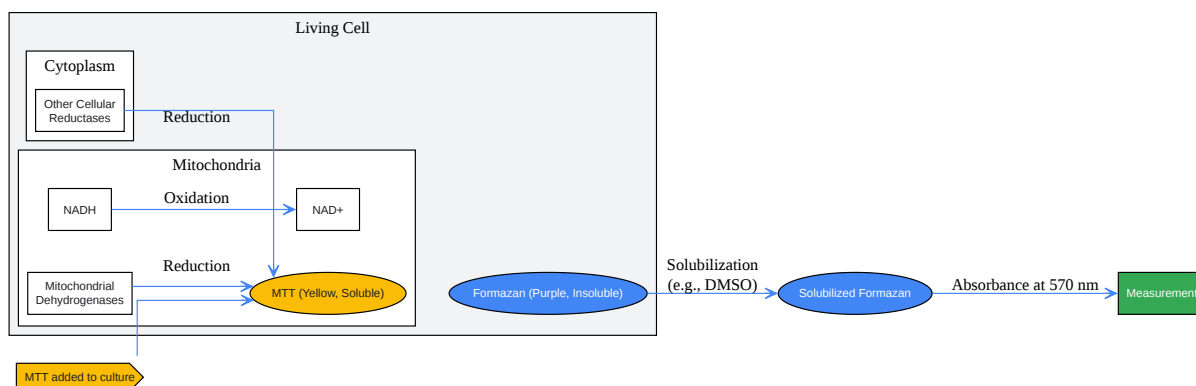 Living Cell
Cytoplasm
Other Cellular
Reductases
Reduction
Mitochondria
NADH
Oxidation
NAD+
Mitochondrial
Dehydrogenases
Reduction
MTT (Yellow, Soluble)
Formazan (Purple, Insoluble)
Solubilization
(e.g., DMSO)
Solubilized Formazan
Absorbance at 570 nm
Measurement
MTT added to culture